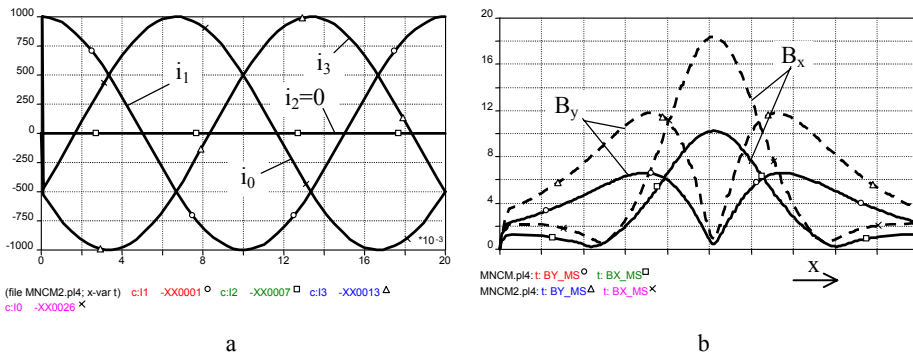 1000
750
500
250
0
-250
-500
-750
-1000
i1
i3
i2=0
i0
0 4 8 12 16 20
*10-3
(file MNCM2.pl4; x-var t) c:I1 -XX0001 c:I2 -XX0007 c:I3 -XX0013
c:I0 -XX0026
a
20
16
12
8
4
0
Bx
By
x
MNCM.pl4: t: BY_MS t: BX_MS
MNCM2.pl4: t: BY_MS t: BX_MS
b